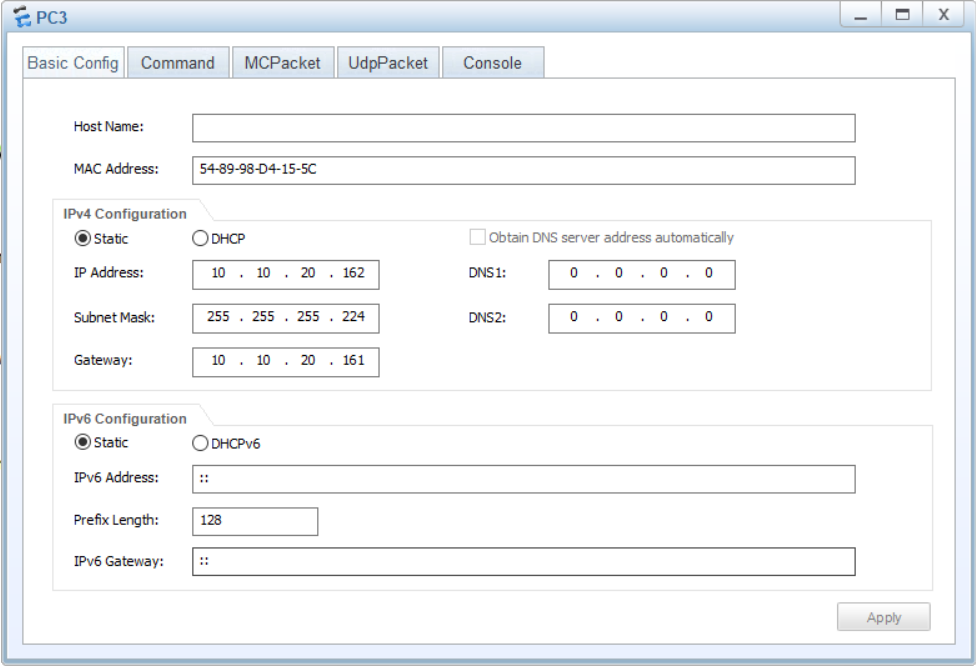 PC3
Basic Config Command MCPacket UdpPacket Console
Host Name:
MAC Address: 54-89-98-D4-15-5C
IPv4 Configuration
Static DHCP Obtain DNS server address automatically
IP Address: 10 . 10 . 20 . 162 DNS1: 0 . 0 . 0 . 0
Subnet Mask: 255 . 255 . 255 . 224 DNS2: 0 . 0 . 0 . 0
Gateway: 10 . 10 . 20 . 161
IPv6 Configuration
Static DHCPv6
IPv6 Address: ::
Prefix Length: 128
IPv6 Gateway: ::
Apply